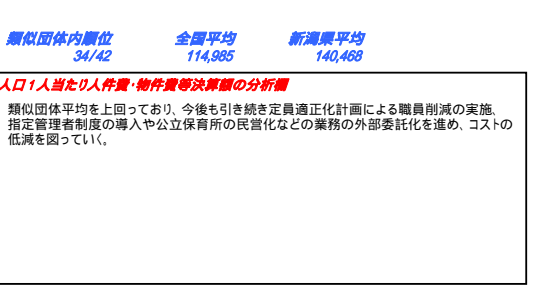 類似団体内順位 全国平均 新潟県平均
34/42 114,985 140,468
人口1人当たり人件費・物件費等決算額の分析欄
類似団体平均を上回っており、今後も引き続き定員適正化計画による職員削減の実施、
指定管理者制度の導入や公立保育所の民営化などの業務の外部委託化を進め、コストの
低減を図っていく。